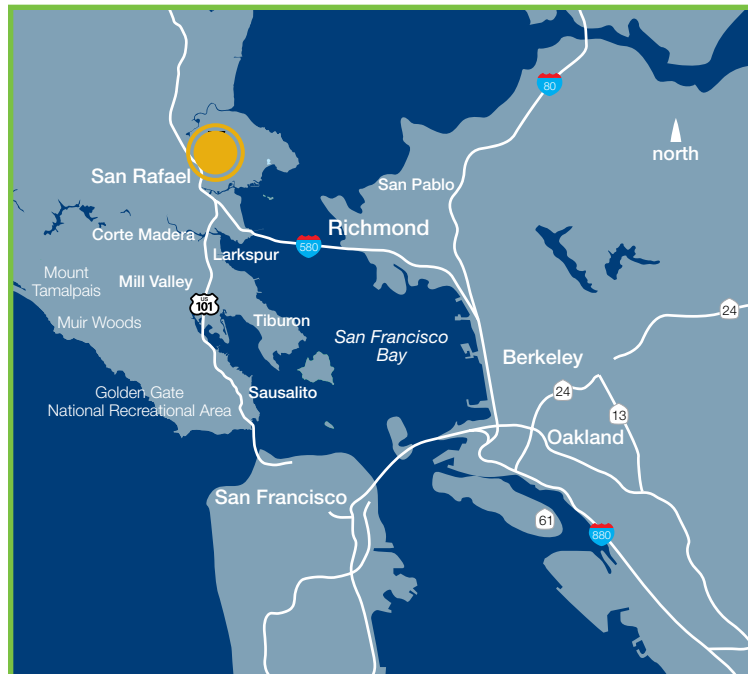 80
north
San Rafael
San Pablo
Corte Madera
Richmond
580
Larkspur
Mount
Tamalpais
Mill Valley
US
101
24
Muir Woods
Tiburon
San Francisco
Bay
Berkeley
Golden Gate
National Recreational Area
Sausalito
24
13
Oakland
San Francisco
61
880